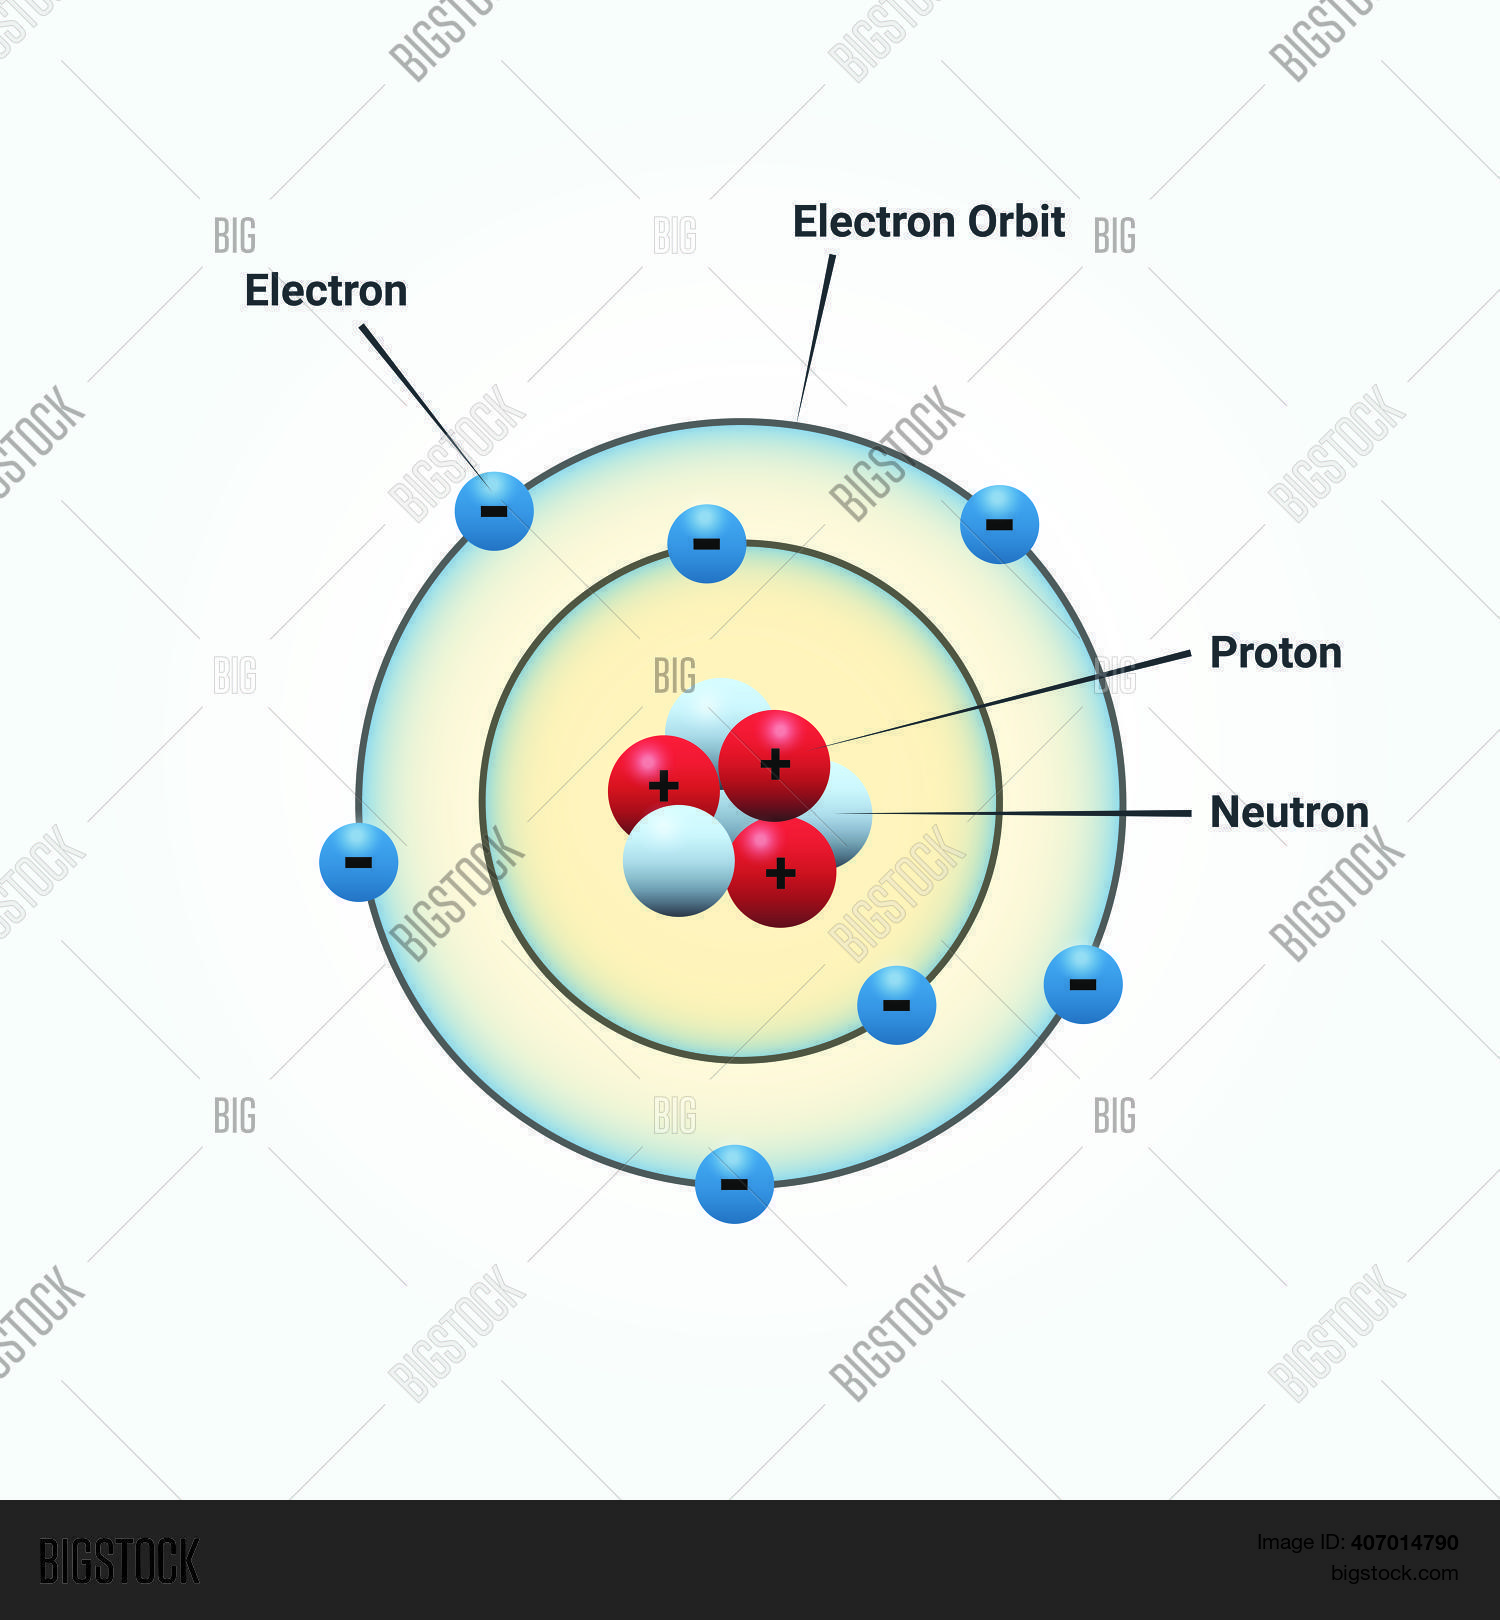 Electron Orbit
Electron
Proton
Neutron
BIGSTOCK
Image ID: 407014790
bigstock.com